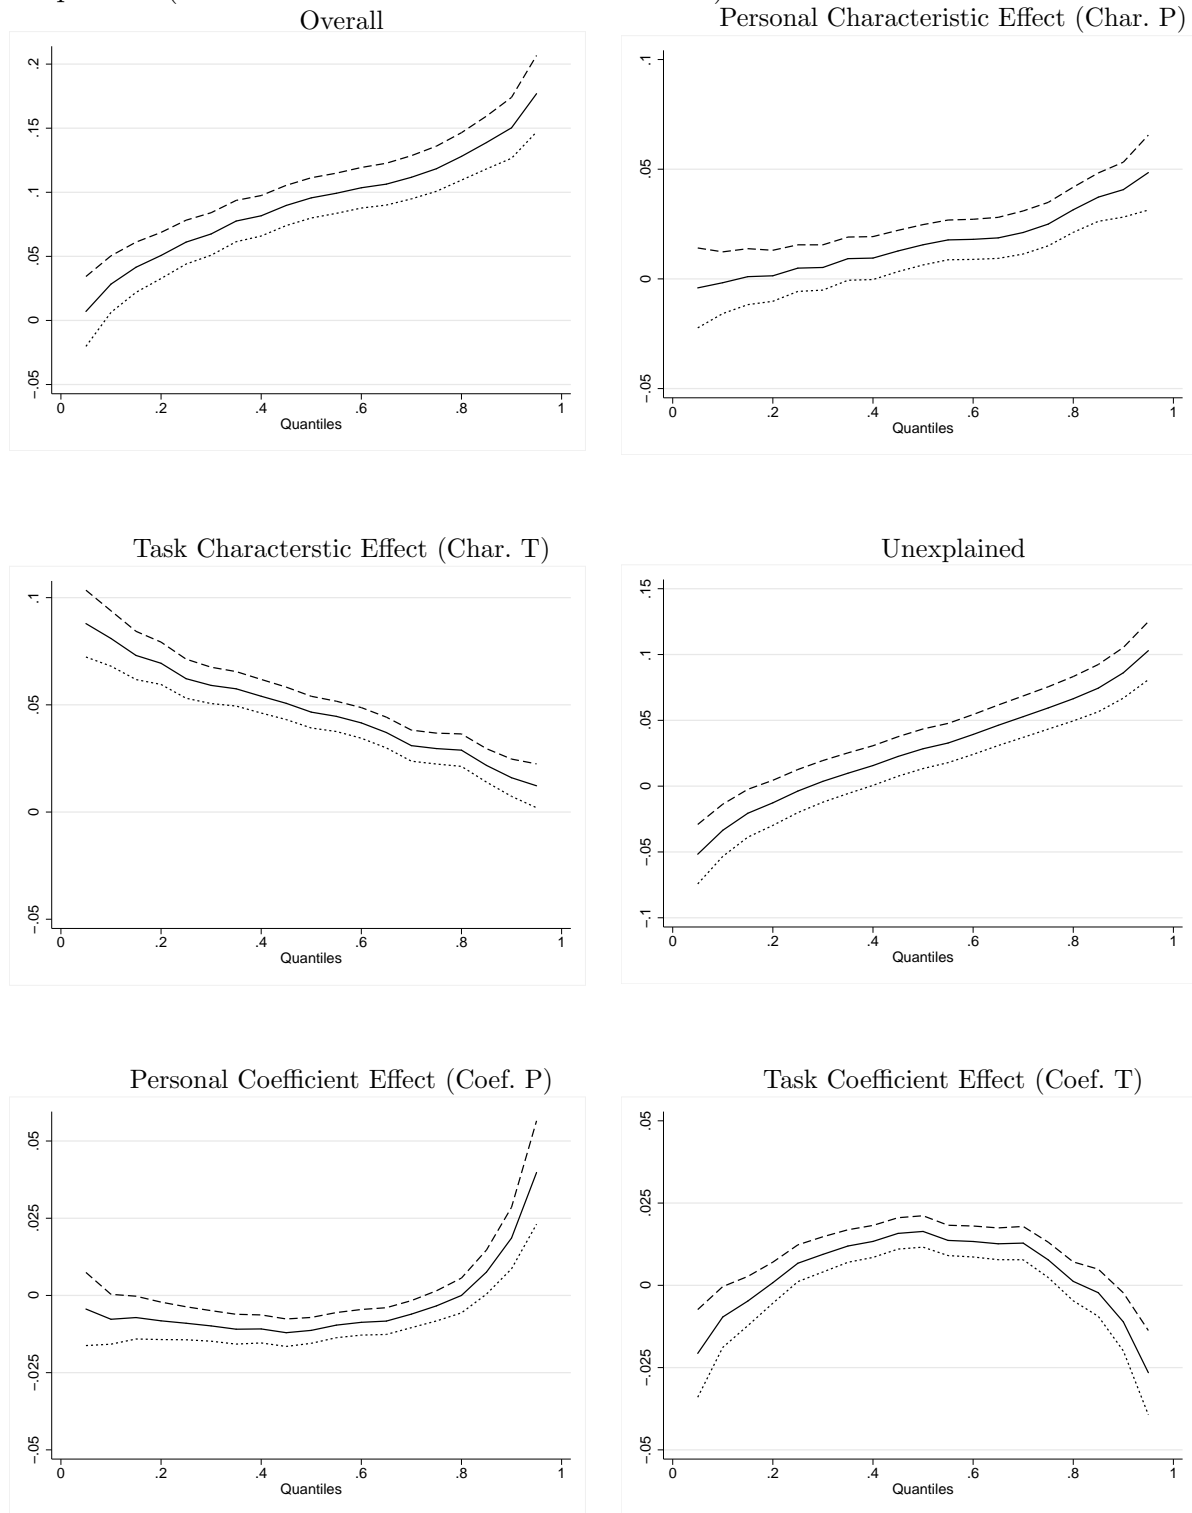 Overall
Personal Characteristic Effect (Char. P)
.2
.15
.1
.05
0
-.05
0 .2 .4 .6 .8 1
Quantiles
.1
.05
0
-.05
0 .2 .4 .6 .8 1
Quantiles
Task Characterstic Effect (Char. T)
Unexplained
.1
.05
0
-.05
0 .2 .4 .6 .8 1
Quantiles
.15
.1
.05
0
-.05
-.1
0 .2 .4 .6 .8 1
Quantiles
Personal Coefficient Effect (Coef. P)
Task Coefficient Effect (Coef. T)
.05
.025
0
-.025
-.05
0 .2 .4 .6 .8 1
Quantiles
.05
.025
0
-.025
-.05
0 .2 .4 .6 .8 1
Quantiles